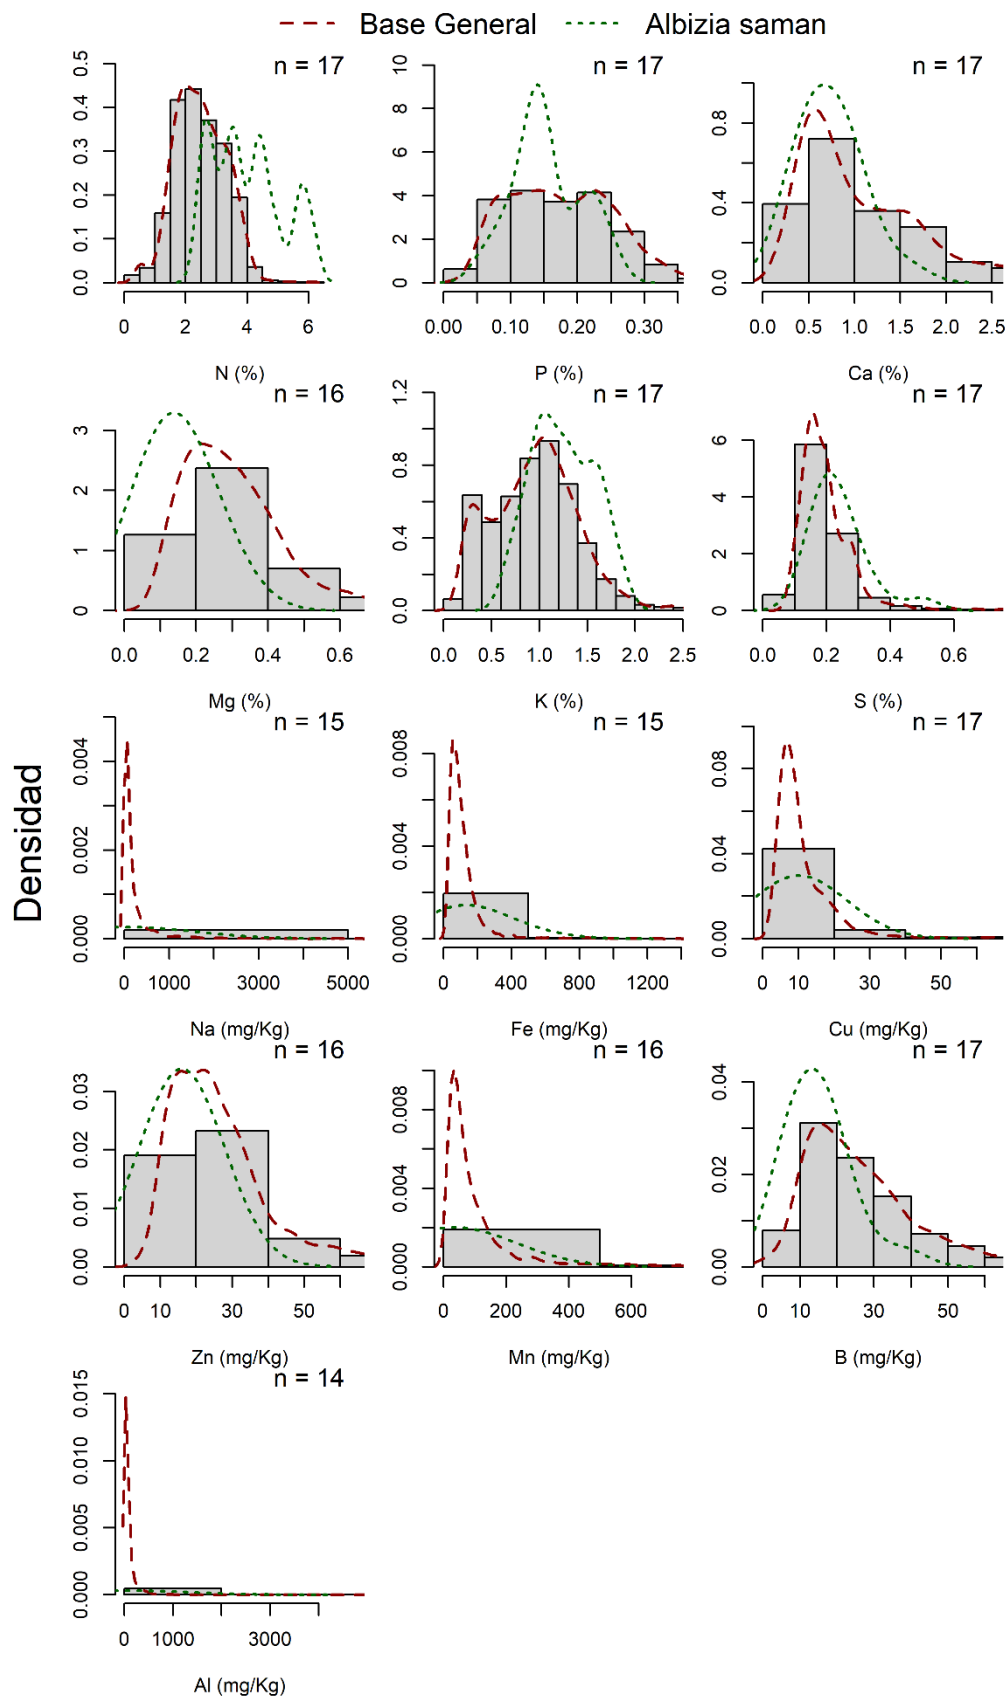 Base General Albizia saman
n = 17 n = 17 n = 17
0.0 0.1 0.2 0.3 0.4 0.5
0 2 4 6
N (%)
0 2 4 6 8 10
0.00 0.10 0.20 0.30
P (%)
0.0 0.4 0.8
0.0 0.5 1.0 1.5 2.0 2.5
Ca (%)
n = 16 n = 17 n = 17
0 1 2 3
0.0 0.2 0.4 0.6
Mg (%)
0.0 0.4 0.8 1.2
0.0 0.5 1.0 1.5 2.0 2.5
K (%)
0 2 4 6
0.0 0.2 0.4 0.6
S (%)
Densidad
n = 15 n = 15 n = 17
0.000 0.002 0.004
0 1000 3000 5000
Na (mg/Kg)
0.000 0.004 0.008
0 400 800 1200
Fe (mg/Kg)
0.00 0.04 0.08
0 10 30 50
Cu (mg/Kg)
n = 16 n = 16 n = 17
0.00 0.01 0.02 0.03
0 10 30 50
Zn (mg/Kg)
0.000 0.004 0.008
0 200 400 600
Mn (mg/Kg)
0.00 0.02 0.04
0 10 30 50
B (mg/Kg)
n = 14
0.000 0.005 0.010 0.015
0 1000 3000
Al (mg/Kg)